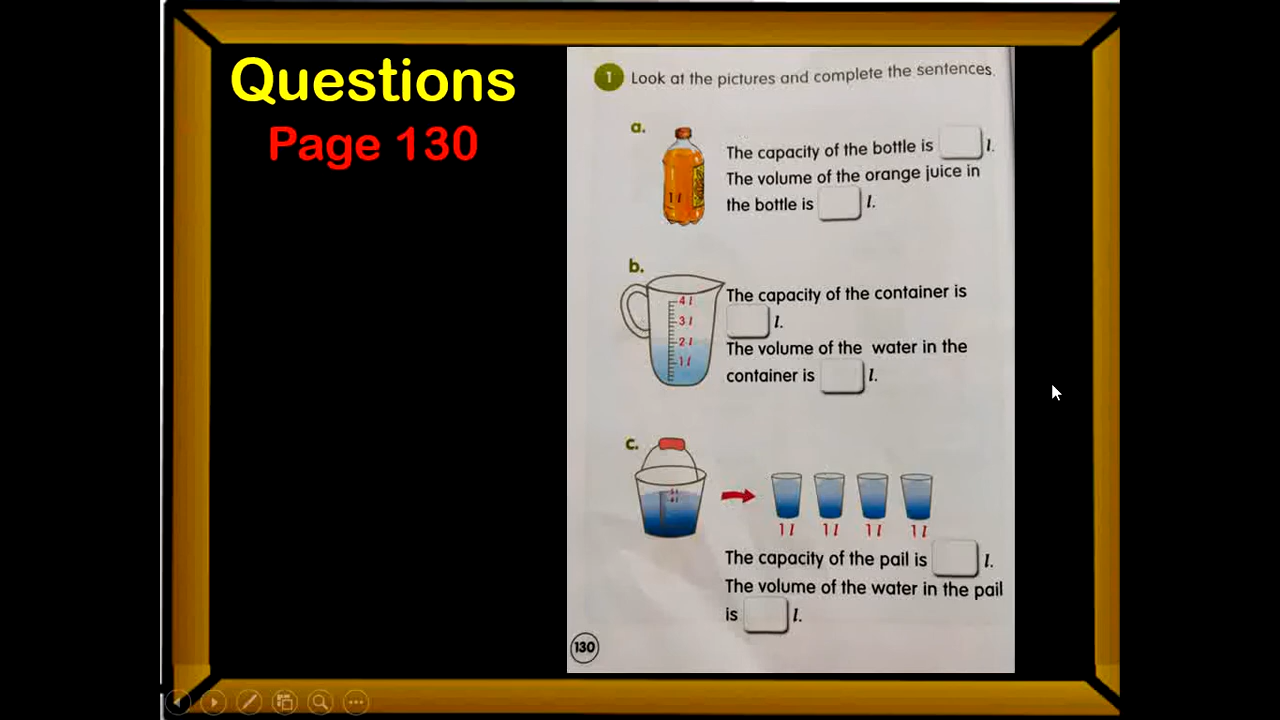 Questions
Page 130
1 Look at the pictures and complete the sentences.
a.
1 l
The capacity of the bottle is l.
The volume of the orange juice in
the bottle is l.
b.
4 l
3 l
2 l
1 l
The capacity of the container is
l.
The volume of the water in the
container is l.
c.
1 l 1 l 1 l 1 l
The capacity of the pail is l.
The volume of the water in the pail
is l.
130